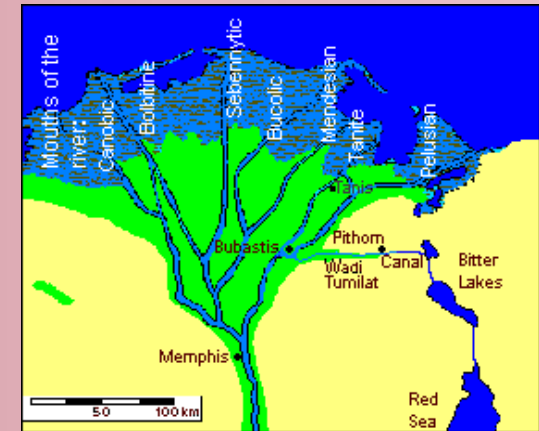 Mouths of the
river:
Canobic
Bolbitine
Sebennytic
Bucolic
Mendesian
Tanite
Pelusian
Tanis
Bubastis
Pithom
Canal
Wadi
Tumilat
Bitter
Lakes
Memphis
Red
Sea
50 100 km